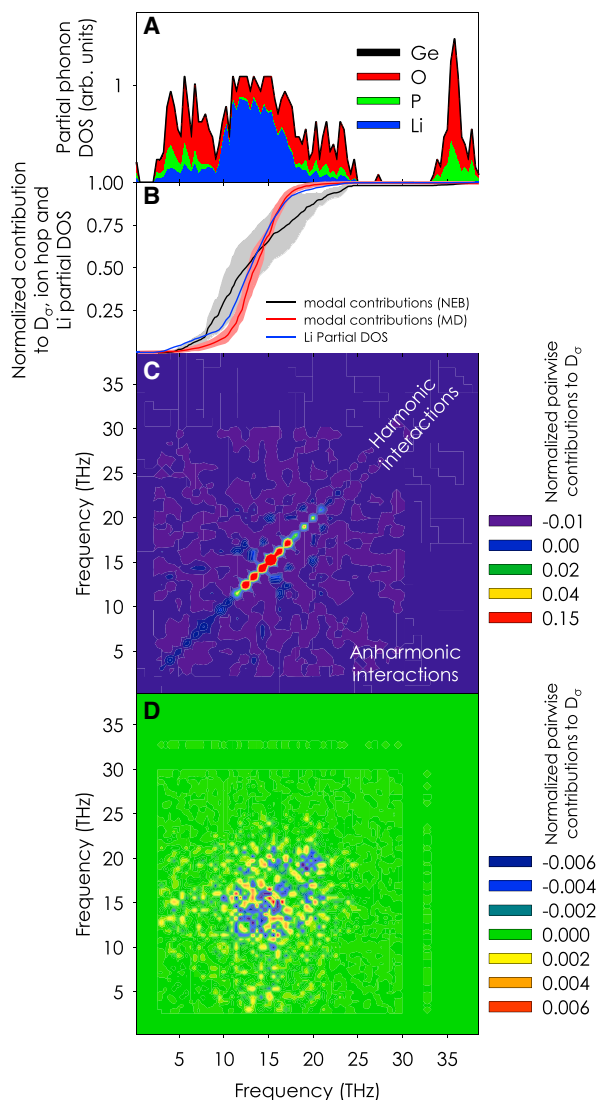 A
Partial phonon
DOS (arb. units)
1
Ge
O
P
Li
1.00
B
Normalized contribution
to Dσ, ion hop and
Li partial DOS
1.00
0.75
0.50
0.25
modal contributions (NEB)
modal contributions (MD)
Li Partial DOS
C
Frequency (THz)
35
30
25
20
15
10
5
Harmonic
interactions
Anharmonic
interactions
Normalized pairwise
contributions to Dσ
-0.01
0.00
0.02
0.04
0.15
D
Frequency (THz)
35
30
25
20
15
10
5
Normalized pairwise
contributions to Dσ
-0.006
-0.004
-0.002
0.000
0.002
0.004
0.006
5 10 15 20 25 30 35
Frequency (THz)